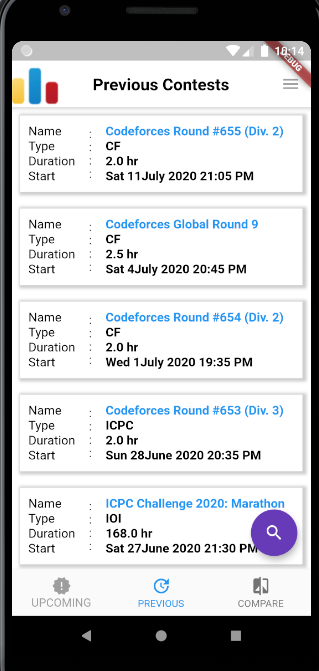 10:14
DEBUG
Previous Contests
Name : Codeforces Round #655 (Div. 2)
Type : CF
Duration : 2.0 hr
Start : Sat 11July 2020 21:05 PM
Name : Codeforces Global Round 9
Type : CF
Duration : 2.5 hr
Start : Sat 4July 2020 20:45 PM
Name : Codeforces Round #654 (Div. 2)
Type : CF
Duration : 2.0 hr
Start : Wed 1July 2020 19:35 PM
Name : Codeforces Round #653 (Div. 3)
Type : ICPC
Duration : 2.0 hr
Start : Sun 28June 2020 20:35 PM
Name : ICPC Challenge 2020: Marathon
Type : IOI
Duration : 168.0 hr
Start : Sat 27June 2020 21:30 PM
UPCOMING PREVIOUS COMPARE